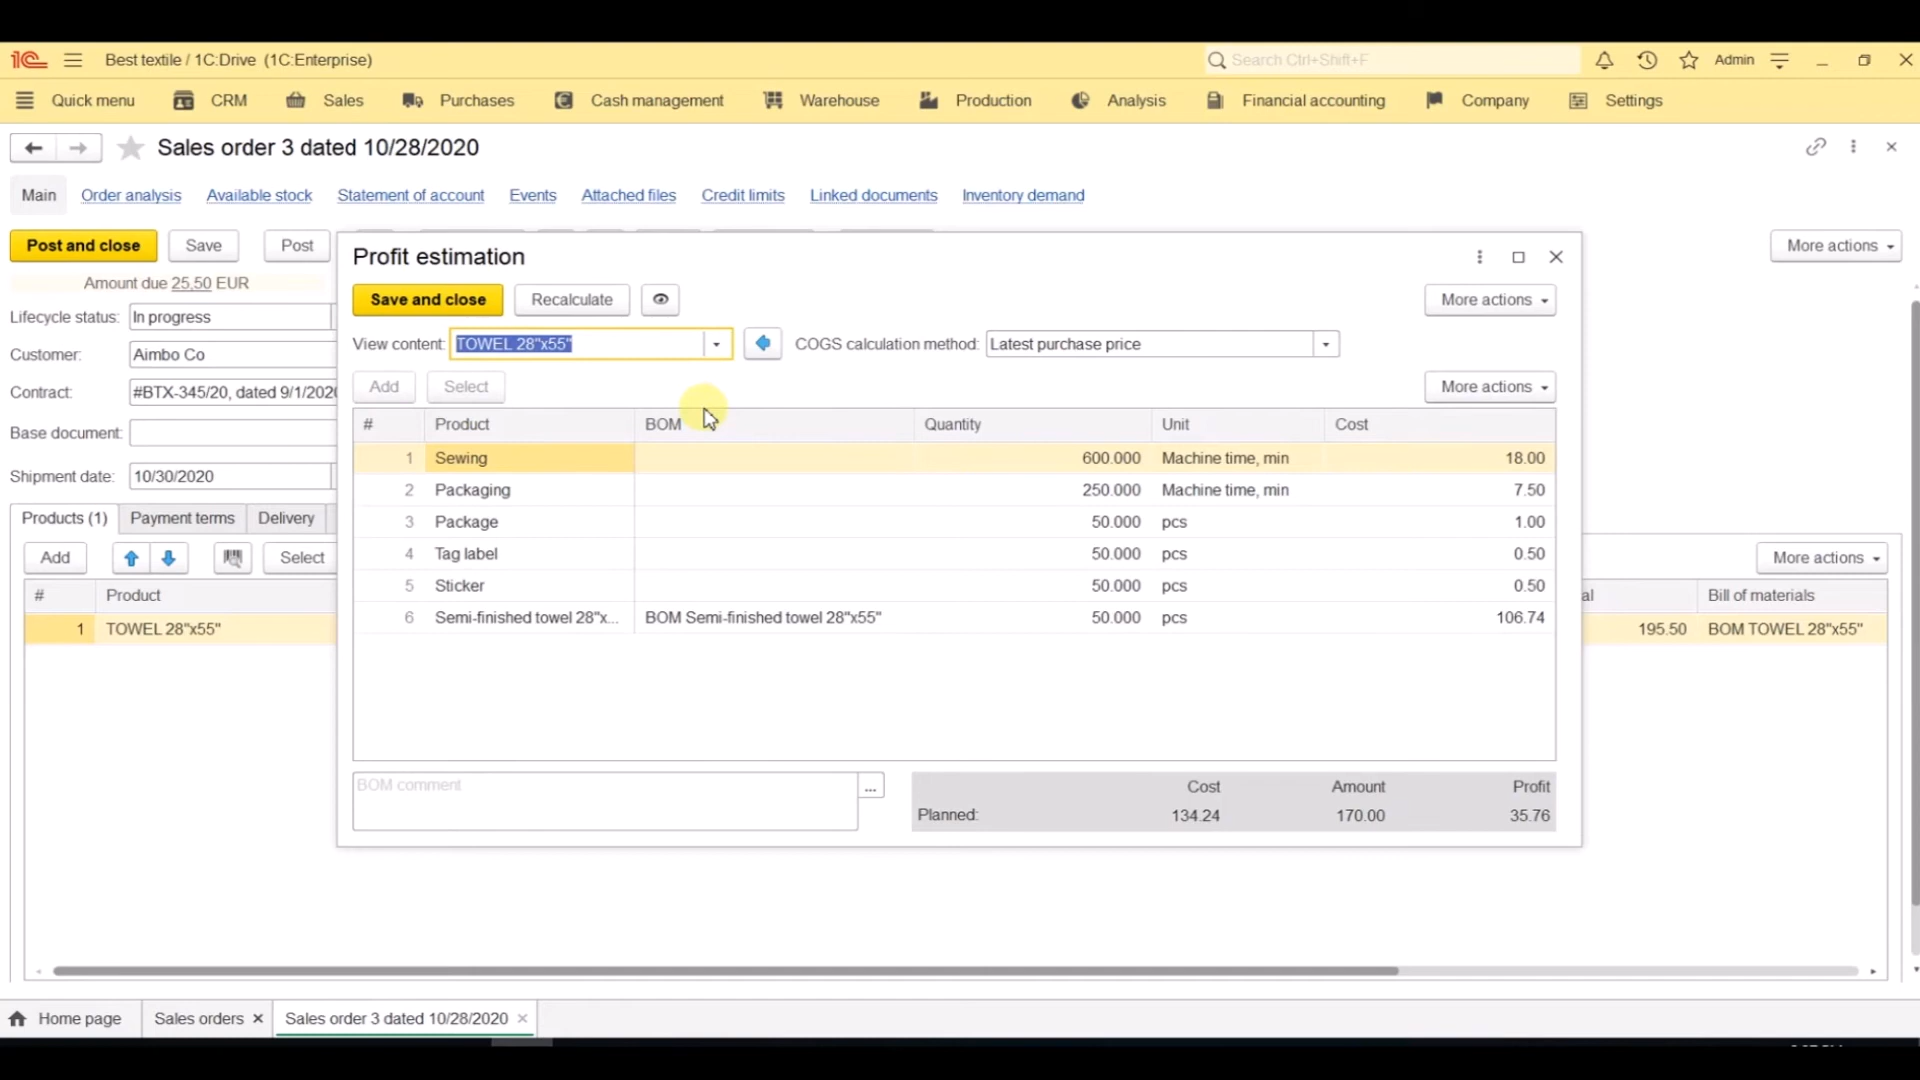 1C Best textile / 1C:Drive (1C:Enterprise) Search Ctrl+Shift+F Admin
Quick menu CRM Sales Purchases Cash management Warehouse Production Analysis Financial accounting Company Settings
Sales order 3 dated 10/28/2020
Main Order analysis Available stock Statement of account Events Attached files Credit limits Linked documents Inventory demand
Post and close Save Post More actions
Amount due 25,50 EUR
Lifecycle status: In progress
Customer: Aimbo Co
Contract: #BTX-345/20, dated 9/1/2020
Base document:
Shipment date: 10/30/2020
Products (1) Payment terms Delivery
Add Select More actions
# Product al Bill of materials
1 TOWEL 28"x55" 195.50 BOM TOWEL 28"x55"
Profit estimation
Save and close Recalculate More actions
View content: TOWEL 28"x55" COGS calculation method: Latest purchase price
Add Select More actions
# Product BOM Quantity Unit Cost
1 Sewing 600.000 Machine time, min 18.00
2 Packaging 250.000 Machine time, min 7.50
3 Package 50.000 pcs 1.00
4 Tag label 50.000 pcs 0.50
5 Sticker 50.000 pcs 0.50
6 Semi-finished towel 28"x... BOM Semi-finished towel 28"x55" 50.000 pcs 106.74
BOM comment ...
Cost Amount Profit
Planned: 134.24 170.00 35.76
Home page Sales orders Sales order 3 dated 10/28/2020